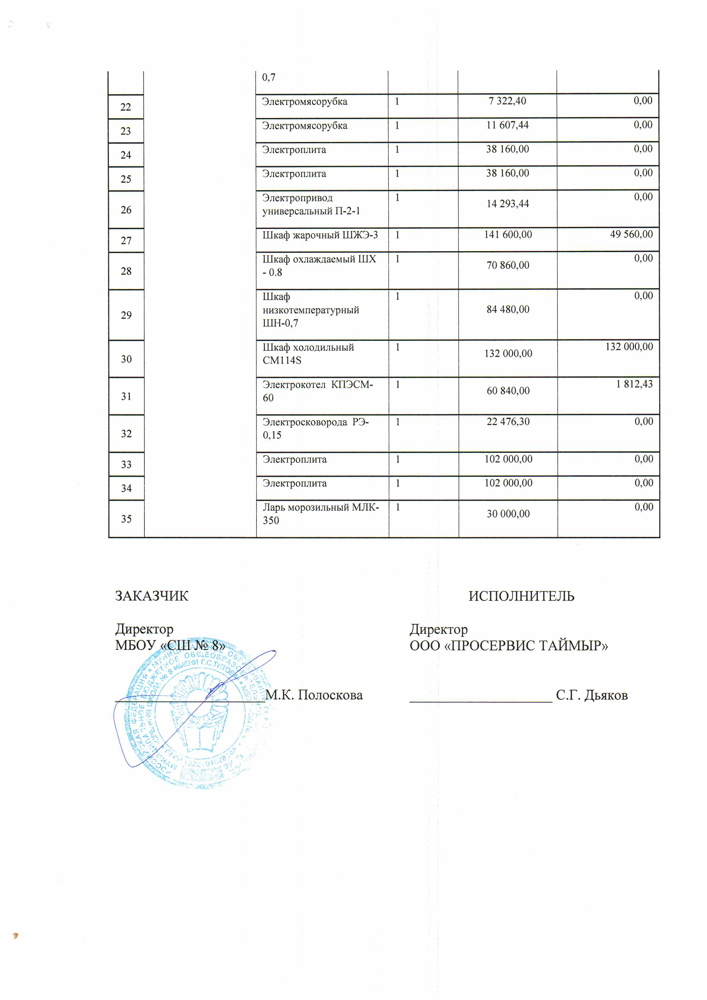 0,7
22 Электромясорубка 1 7 322,40 0,00
23 Электромясорубка 1 11 607,44 0,00
24 Электроплита 1 38 160,00 0,00
25 Электроплита 1 38 160,00 0,00
26 Электропривод 1 14 293,44 0,00
универсальный П-2-1
27 Шкаф жарочный ШЖЭ-3 1 141 600,00 49 560,00
28 Шкаф охлаждаемый ШХ 1 70 860,00 0,00
- 0.8
29 Шкаф 1 84 480,00 0,00
низкотемпературный
ШН-0,7
30 Шкаф холодильный 1 132 000,00 132 000,00
CM114S
31 Электрокотел КПЭСМ- 1 60 840,00 1 812,43
60
32 Электросковорода РЭ- 1 22 476,30 0,00
0,15
33 Электроплита 1 102 000,00 0,00
34 Электроплита 1 102 000,00 0,00
35 Ларь морозильный МЛК- 1 30 000,00 0,00
350
ЗАКАЗЧИК ИСПОЛНИТЕЛЬ
Директор Директор
МБОУ «СШ № 8» ООО «ПРОСЕРВИС ТАЙМЫР»
М.К. Полоскова С.Г. Дьяков
ФЕДЕРАЦИЯ * МУНИЦИПАЛЬНОЕ
БЮДЖЕТНОЕ ОБЩЕОБРАЗОВАТЕЛЬНОЕ
СРЕДНЯЯ ШКОЛА № 8 ИМЕНИ Г.С.ТИТОВА